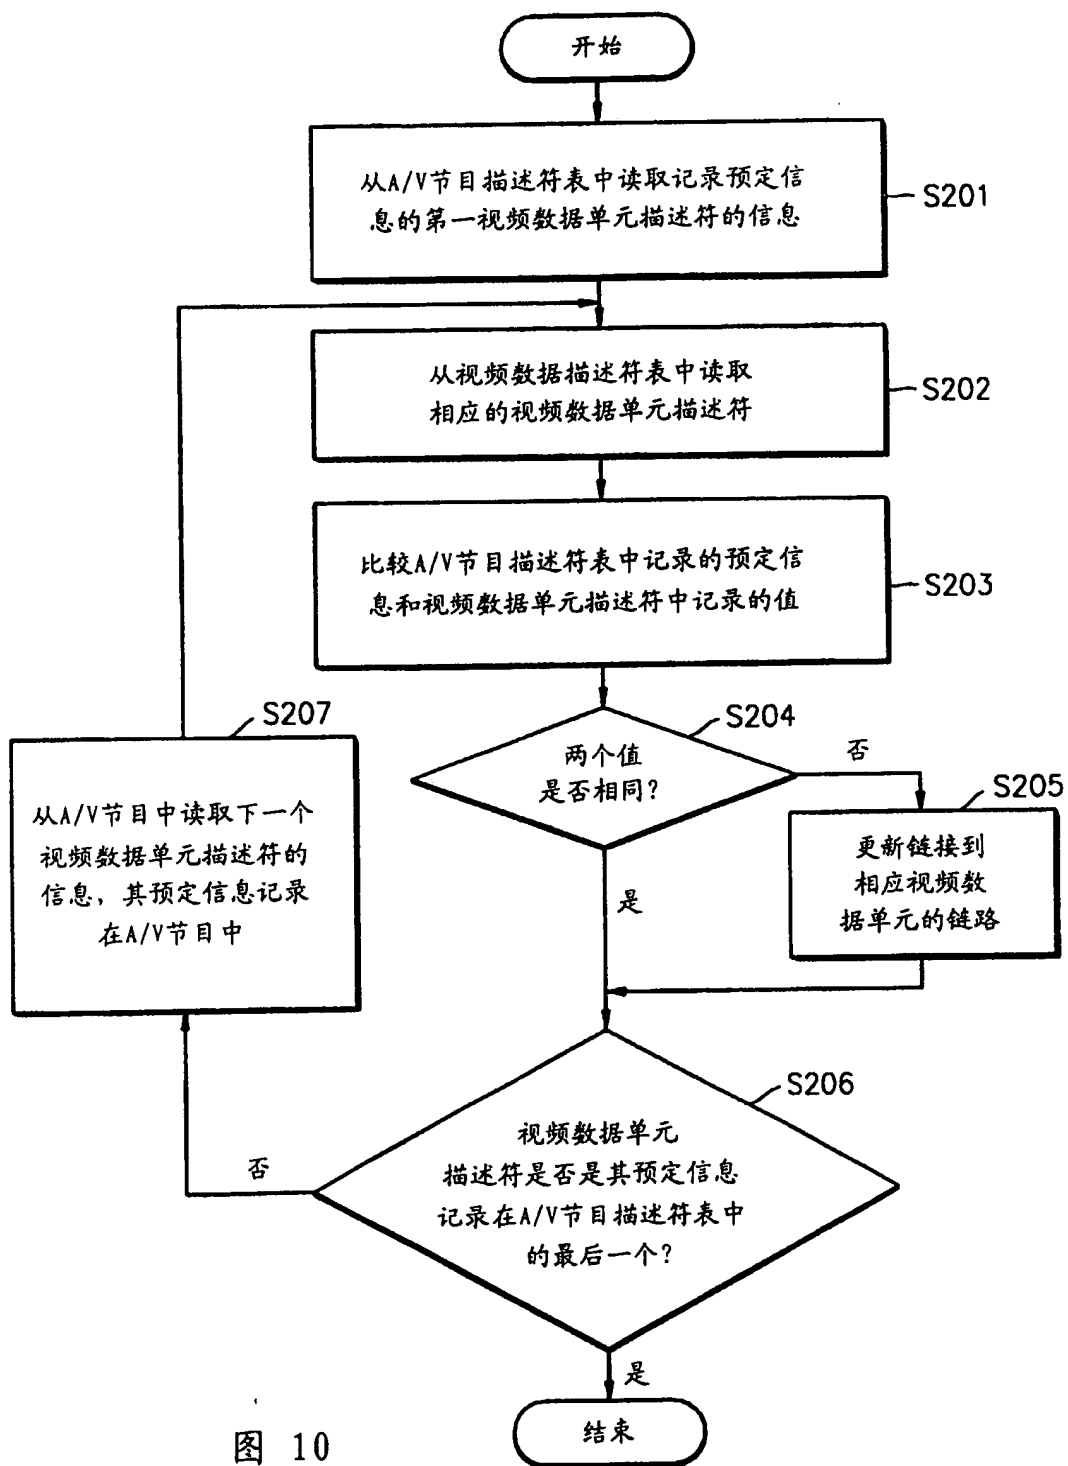 开始
从A/V节目描述符表中读取记录预定信
息的第一视频数据单元描述符的信息
S201
从视频数据描述符表中读取
相应的视频数据单元描述符
S202
比较A/V节目描述符表中记录的预定信
息和视频数据单元描述符中记录的值
S203
两个值
是否相同?
S204
否
是
更新链接到
相应视频数
据单元的链路
S205
视频数据单元
描述符是否是其预定信息
记录在A/V节目描述符表中
的最后一个?
S206
否
是
从A/V节目中读取下一个
视频数据单元描述符的
信息，其预定信息记录
在A/V节目中
S207
结束
图 10